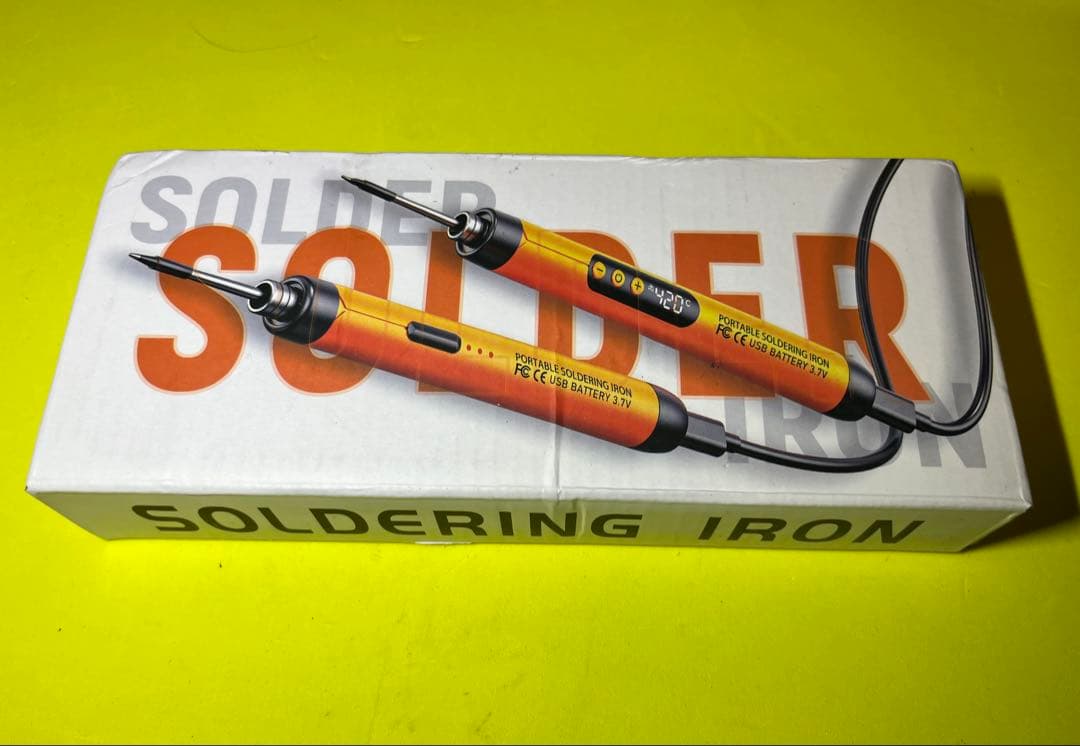 SOLDER
SOLDER
IRON
- +
420°C
PORTABLE SOLDERING IRON
FC CE USB BATTERY 3.7V
PORTABLE SOLDERING IRON
FC CE USB BATTERY 3.7V
SOLDERING IRON